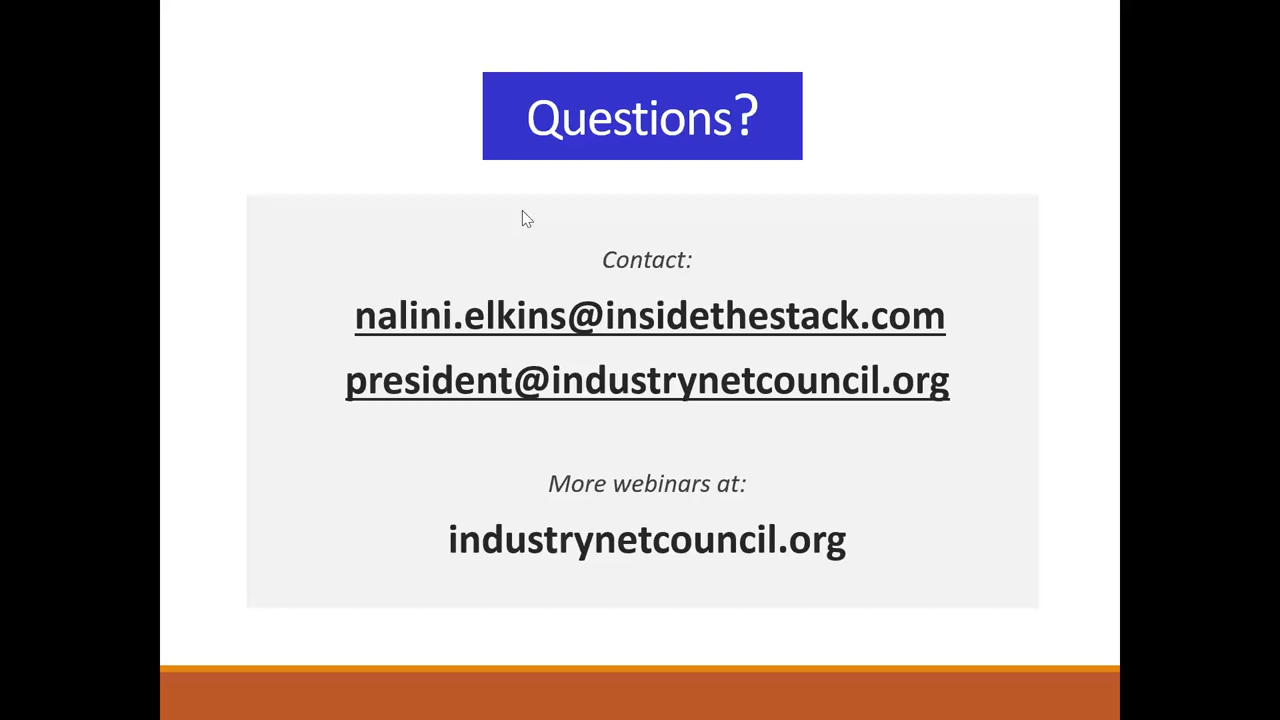 Questions?
Contact:
nalini.elkins@insidethestack.com
president@industrynetcouncil.org
More webinars at:
industrynetcouncil.org